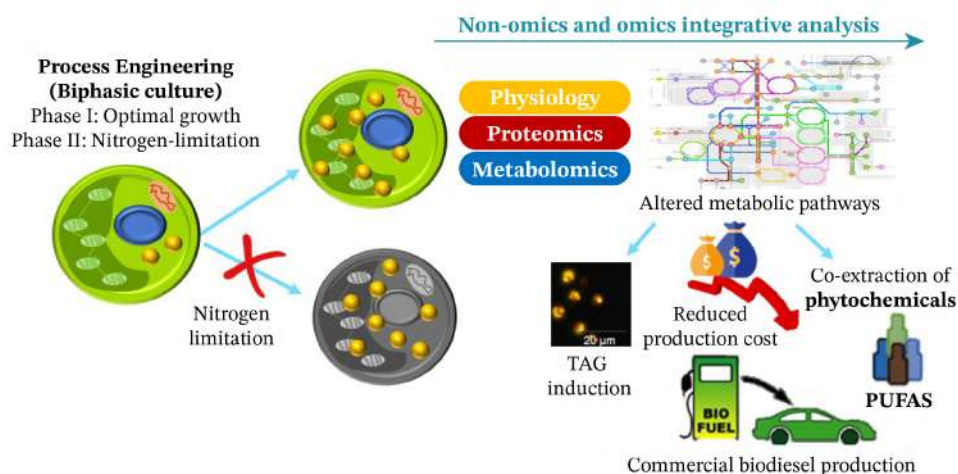 Non-omics and omics integrative analysis
Process Engineering
(Biphasic culture)
Phase I: Optimal growth
Phase II: Nitrogen-limitation
Physiology
Proteomics
Metabolomics
Altered metabolic pathways
Nitrogen
limitation
20 µm
TAG
induction
$ $
Reduced
production cost
Co-extraction of
phytochemicals
PUFAS
BIO
FUEL
Commercial biodiesel production